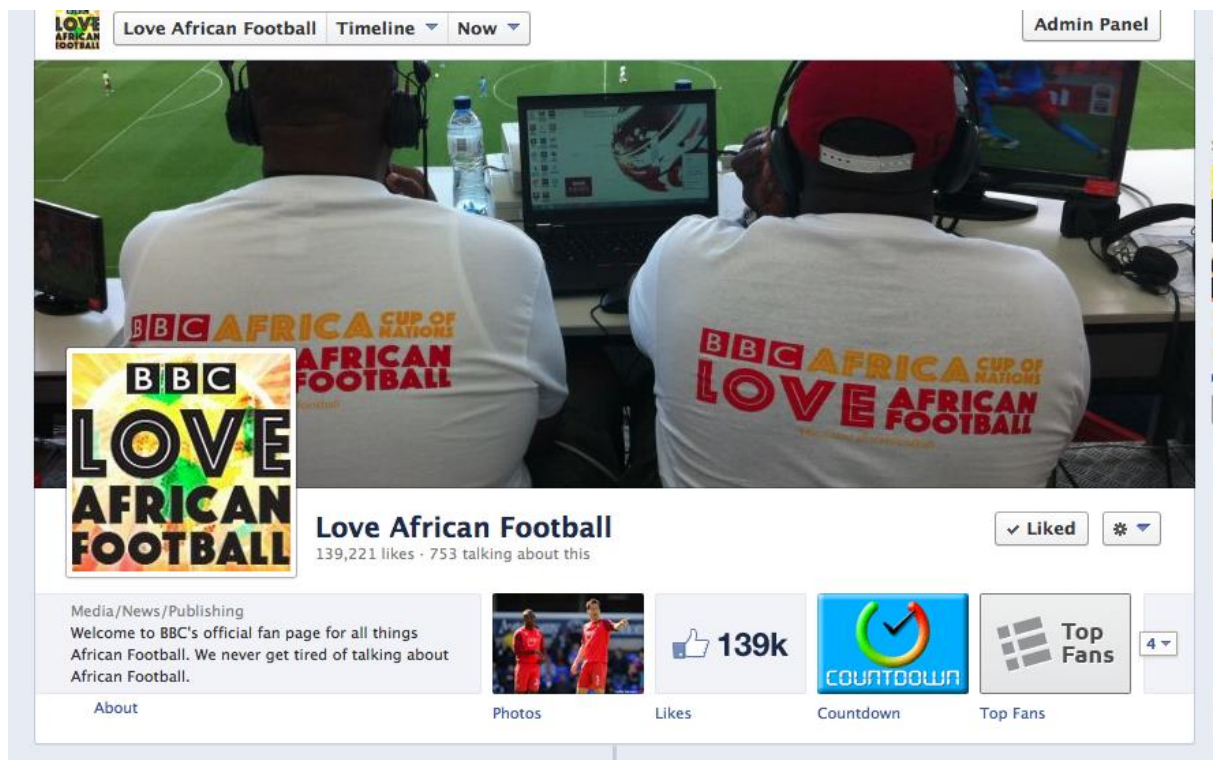 LOVE
AFRICAN
FOOTBALL
Love African Football Timeline Now
Admin Panel
BBC AFRICA CUP OF NATIONS
AFRICAN
FOOTBALL
BBC AFRICA CUP OF NATIONS
LOVE AFRICAN FOOTBALL
BBC
LOVE
AFRICAN
FOOTBALL
Love African Football
139,221 likes · 753 talking about this
✓ Liked
Media/News/Publishing
Welcome to BBC's official fan page for all things
African Football. We never get tired of talking about
African Football.
About
139k
COUNTDOWN
Top
Fans
4
Photos
Likes
Countdown
Top Fans